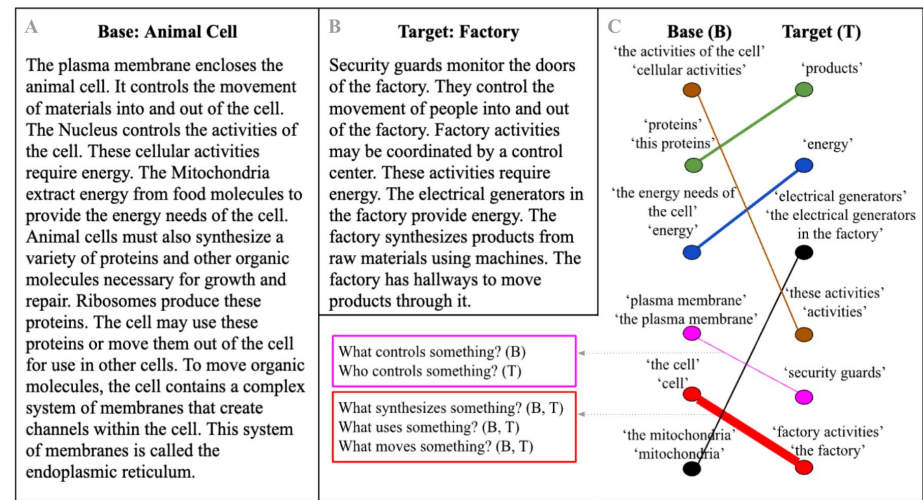 A
Base: Animal Cell
The plasma membrane encloses the
animal cell. It controls the movement
of materials into and out of the cell.
The Nucleus controls the activities of
the cell. These cellular activities
require energy. The Mitochondria
extract energy from food molecules to
provide the energy needs of the cell.
Animal cells must also synthesize a
variety of proteins and other organic
molecules necessary for growth and
repair. Ribosomes produce these
proteins. The cell may use these
proteins or move them out of the cell
for use in other cells. To move organic
molecules, the cell contains a complex
system of membranes that create
channels within the cell. This system
of membranes is called the
endoplasmic reticulum.
B
Target: Factory
Security guards monitor the doors
of the factory. They control the
movement of people into and out
of the factory. Factory activities
may be coordinated by a control
center. These activities require
energy. The electrical generators in
the factory provide energy. The
factory synthesizes products from
raw materials using machines. The
factory has hallways to move
products through it.
What controls something? (B)
Who controls something? (T)
What synthesizes something? (B, T)
What uses something? (B, T)
What moves something? (B, T)
C
Base (B)
Target (T)
‘the activities of the cell’
‘cellular activities’
‘proteins’
‘this proteins’
‘the energy needs of
the cell’
‘energy’
‘plasma membrane’
‘the plasma membrane’
‘the cell’
‘cell’
‘the mitochondria’
‘mitochondria’
‘products’
‘energy’
‘electrical generators’
‘the electrical generators
in the factory’
‘these activities’
‘activities’
‘security guards’
‘factory activities’
‘the factory’